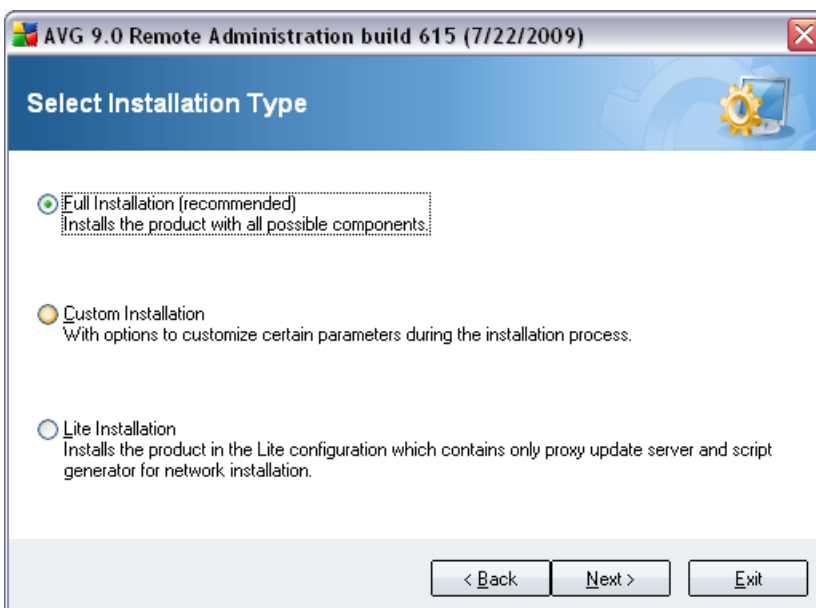 AVG 9.0 Remote Administration build 615 (7/22/2009)
Select Installation Type
Full Installation (recommended)
Installs the product with all possible components.
Custom Installation
With options to customize certain parameters during the installation process.
Lite Installation
Installs the product in the Lite configuration which contains only proxy update server and script
generator for network installation.
< Back
Next >
Exit